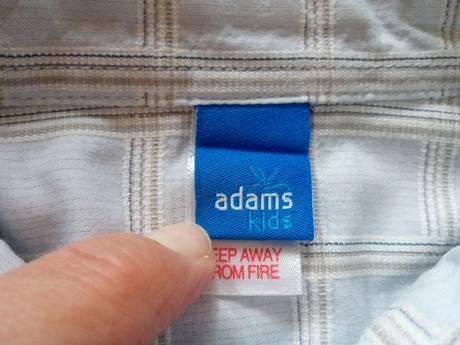 adams
kids
EEP AWAY
ROM FIRE